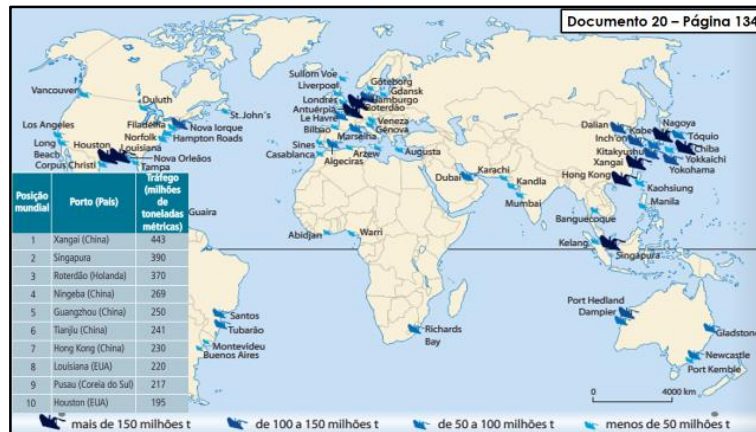 Documento 20 – Página 134
Sullom Voe
Göteborg
Liverpool
Gdansk
Vancouver
Londres
Hamburgo
Duluth
Antuérpia
Roterdão
St. John´s
Le Havre
Veneza
Filadélfia
Nova Iorque
Bilbao
Marselha
Génova
Los Angeles
Norfolk
Hampton Roads
Sines
Long
Beach
Houston
Louisiana
Nova Orleães
Casablanca
Algeciras
Arzew
Augusta
Corpus Christi
Tampa
Dalian
Kobe
Nagoya
Inch'on
Tóquio
Kitakyushu
Chiba
Xangai
Yokkaichi
Yokohama
Dubai
Karachi
Kandla
Hong Kong
Kaohsiung
Mumbai
Manila
Banguecoque
Guaira
Abidjan
Warri
Kelang
Singapura
Santos
Tubarão
Port Hedland
Dampier
Gladstone
Richards
Bay
Montevideu
Buenos Aires
Newcastle
Port Kemble
Posição
mundial
Porto (País)
Tráfego
(milhões
de
toneladas
métricas)
1 Xangai (China) 443
2 Singapura 390
3 Roterdão (Holanda) 370
4 Ningeba (China) 269
5 Guangzhou (China) 250
6 Tianjiu (China) 241
7 Hong Kong (China) 230
8 Louisiana (EUA) 220
9 Pusau (Coreia do Sul) 217
10 Houston (EUA) 195
0 4000 km
mais de 150 milhões t
de 100 a 150 milhões t
de 50 a 100 milhões t
menos de 50 milhões t